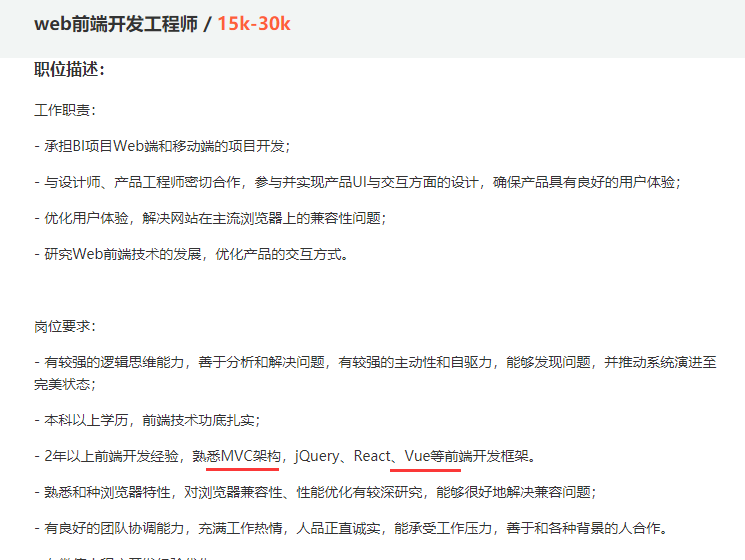 web前端开发工程师 / 15k-30k
职位描述：
工作职责：
- 承担BI项目Web端和移动端的项目开发；
- 与设计师、产品工程师密切合作，参与并实现产品UI与交互方面的设计，确保产品具有良好的用户体验；
- 优化用户体验，解决网站在主流浏览器上的兼容性问题；
- 研究Web前端技术的发展，优化产品的交互方式。
岗位要求：
- 有较强的逻辑思维能力，善于分析和解决问题，有较强的主动性和自驱力，能够发现问题，并推动系统演进至
完美状态；
- 本科以上学历，前端技术功底扎实；
- 2年以上前端开发经验，熟悉MVC架构，jQuery、React、Vue等前端开发框架。
- 熟悉和种浏览器特性，对浏览器兼容性、性能优化有较深研究，能够很好地解决兼容问题；
- 有良好的团队协调能力，充满工作热情，人品正直诚实，能承受工作压力，善于和各种背景的人合作。